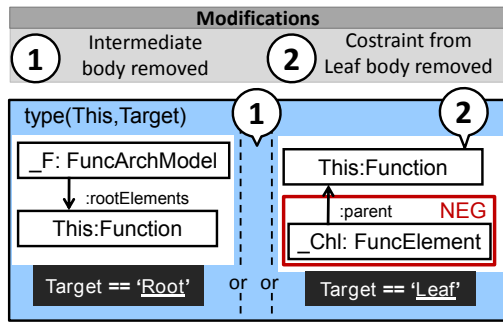 Modifications
1 Intermediate body removed
2 Costraint from Leaf body removed
type(This,Target)
1
2
_F: FuncArchModel
:rootElements
This:Function
Target == 'Root'
or or
This:Function
:parent
NEG
_Chl: FuncElement
Target == 'Leaf'